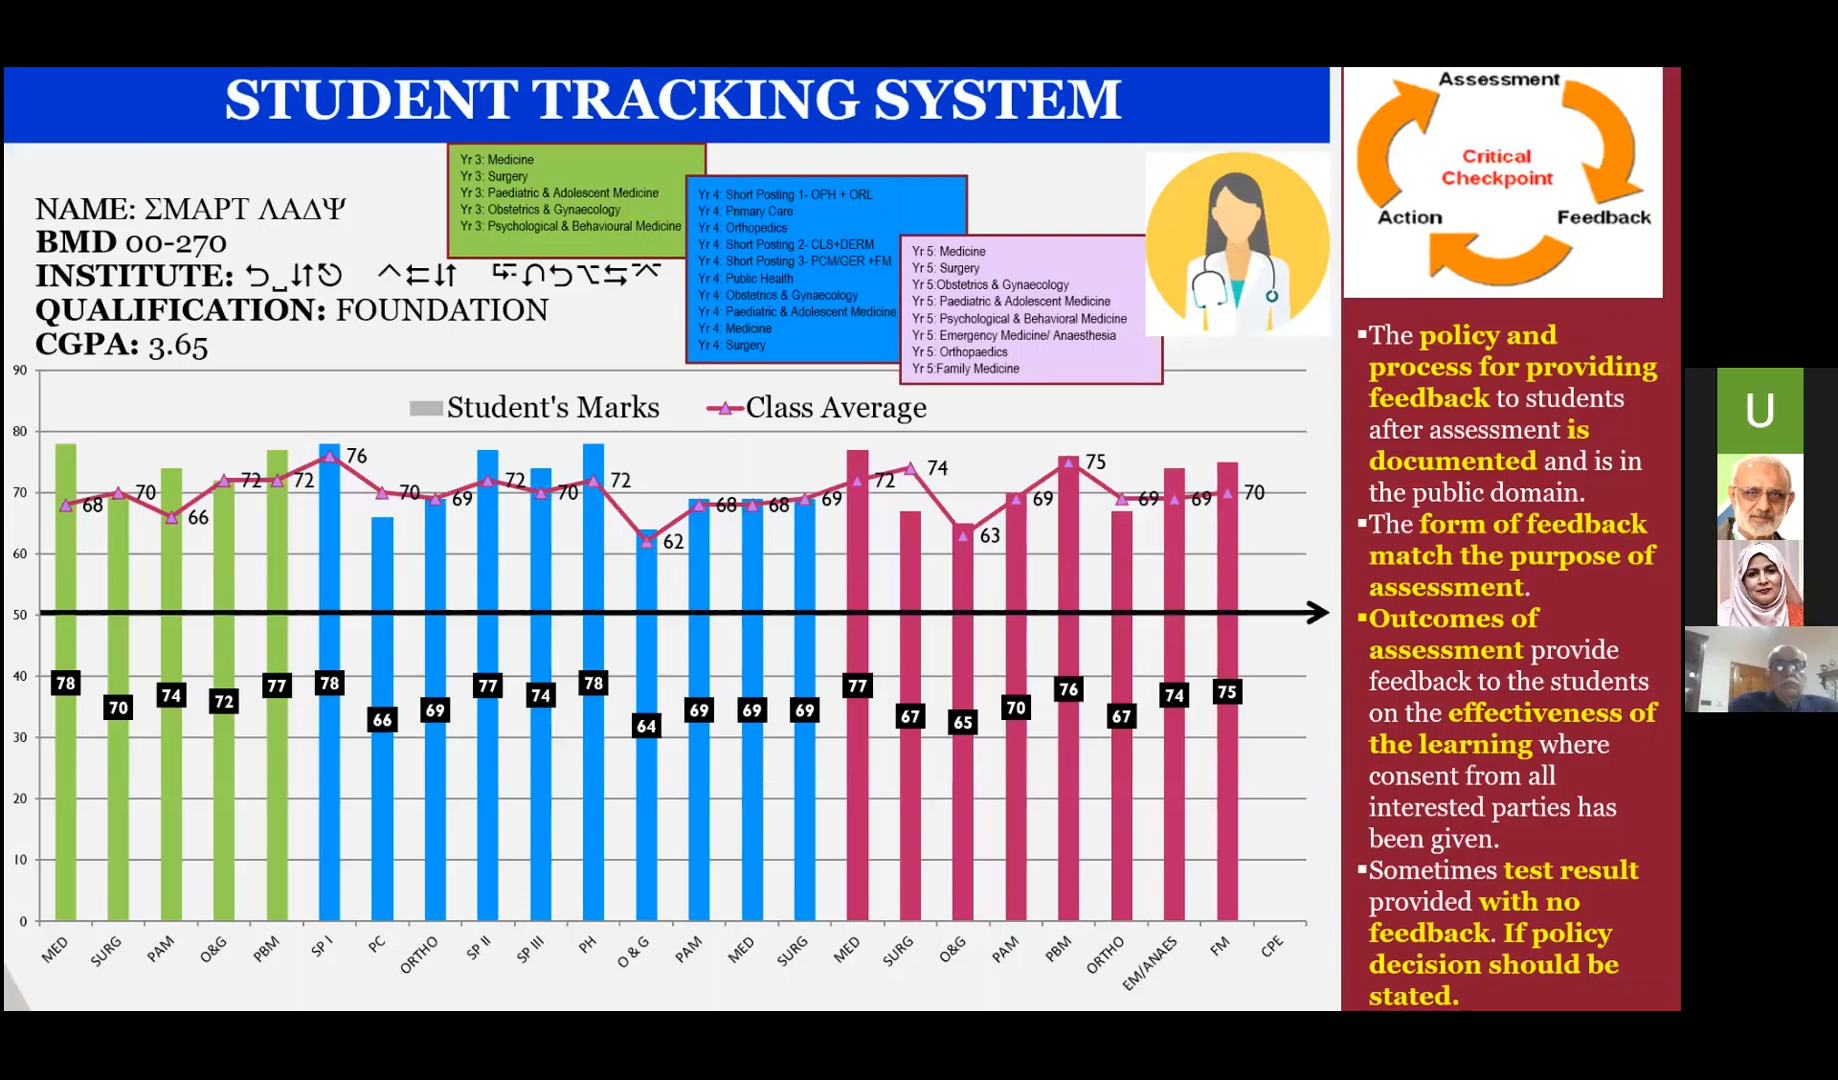 STUDENT TRACKING SYSTEM
NAME: ΣΜΑΡΤ ΛΑΔΨ
BMD 00-270
INSTITUTE:
QUALIFICATION: FOUNDATION
CGPA: 3.65
Yr 3: Medicine
Yr 3: Surgery
Yr 3: Paediatric & Adolescent Medicine
Yr 3: Obstetrics & Gynaecology
Yr 3: Psychological & Behavioural Medicine
Yr 4: Short Posting 1- OPH + ORL
Yr 4: Primary Care
Yr 4: Orthopedics
Yr 4: Short Posting 2- CLS+DERM
Yr 4: Short Posting 3- PCM/GER +FM
Yr 4: Public Health
Yr 4: Obstetrics & Gynaecology
Yr 4: Paediatric & Adolescent Medicine
Yr 4: Medicine
Yr 4: Surgery
Yr 5: Medicine
Yr 5: Surgery
Yr 5:Obstetrics & Gynaecology
Yr 5: Paediatric & Adolescent Medicine
Yr 5: Psychological & Behavioral Medicine
Yr 5: Emergency Medicine/ Anaesthesia
Yr 5: Orthopaedics
Yr 5:Family Medicine
Student's Marks Class Average
90
80
70
60
50
40
30
20
10
0
68 70 66 72 72 76 70 69 72 70 72 62 68 68 69 72 74 63 69 75 69 69 70
78 70 74 72 77 78 66 69 77 74 78 64 69 69 69 77 67 65 70 76 67 74 75
MED SURG PAM O&G PBM SP I PC ORTHO SP II SP III PH O & G PAM MED SURG MED SURG O&G PAM PBM ORTHO EM/ANAES FM CPE
Assessment
Critical
Checkpoint
Action Feedback
▪The policy and
process for providing
feedback to students
after assessment is
documented and is in
the public domain.
▪The form of feedback
match the purpose of
assessment.
▪Outcomes of
assessment provide
feedback to the students
on the effectiveness of
the learning where
consent from all
interested parties has
been given.
▪Sometimes test result
provided with no
feedback. If policy
decision should be
stated.
U